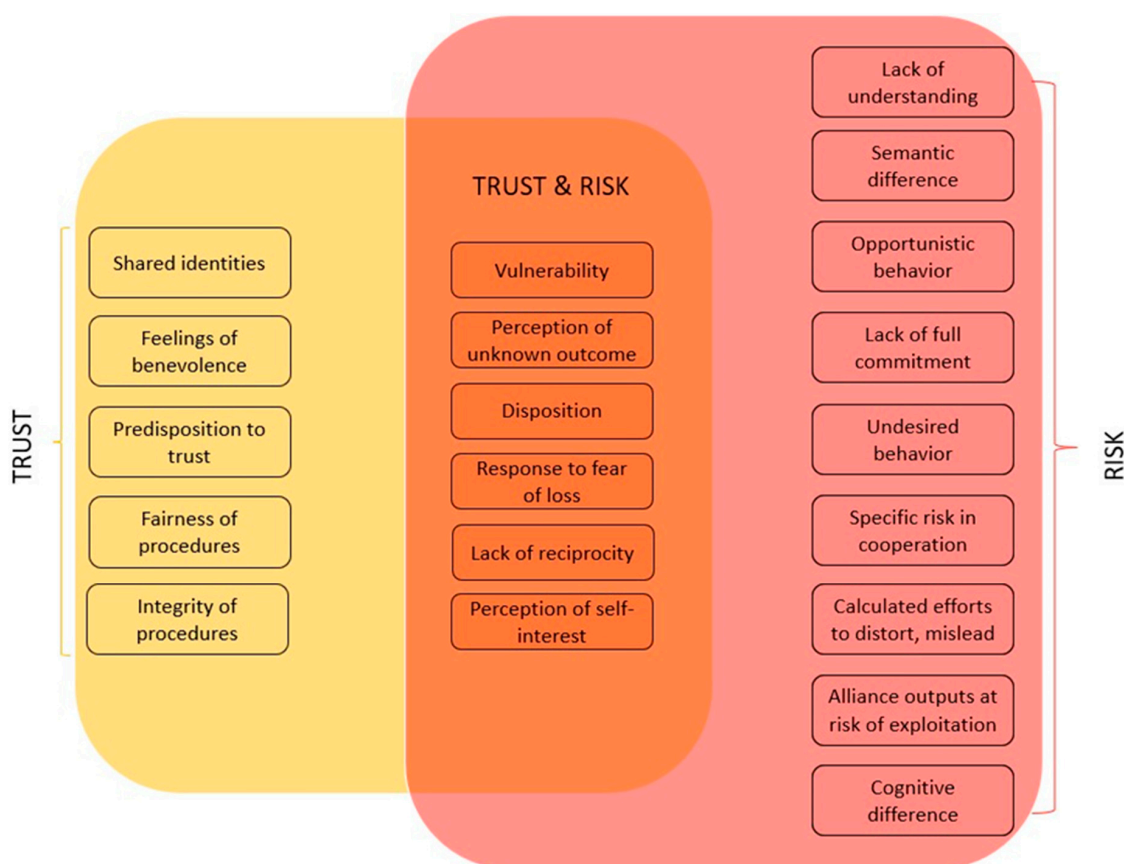 TRUST
Shared identities
Feelings of
benevolence
Predisposition to
trust
Fairness of
procedures
Integrity of
procedures
TRUST & RISK
Vulnerability
Perception of
unknown outcome
Disposition
Response to fear
of loss
Lack of reciprocity
Perception of self-
interest
Lack of
understanding
Semantic
difference
Opportunistic
behavior
Lack of full
commitment
Undesired
behavior
Specific risk in
cooperation
Calculated efforts
to distort, mislead
Alliance outputs at
risk of exploitation
Cognitive
difference
RISK